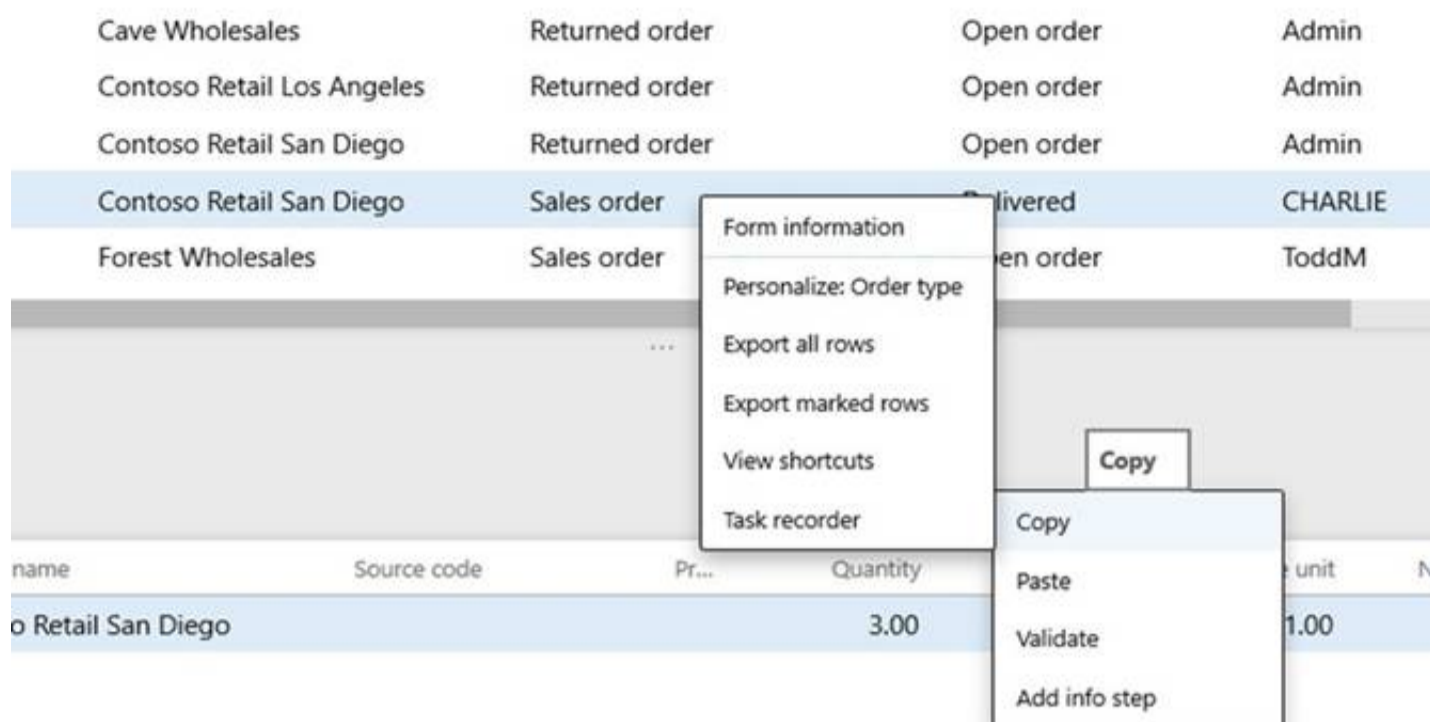 Cave Wholesales Returned order Open order Admin
Contoso Retail Los Angeles Returned order Open order Admin
Contoso Retail San Diego Returned order Open order Admin
Contoso Retail San Diego Sales order livered CHARLIE
Form information
Forest Wholesales Sales order en order ToddM
Personalize: Order type
... Export all rows
Export marked rows
View shortcuts Copy
Task recorder Copy
name Source code Pr... Quantity unit N
Paste
o Retail San Diego 3.00 1.00
Validate
Add info step